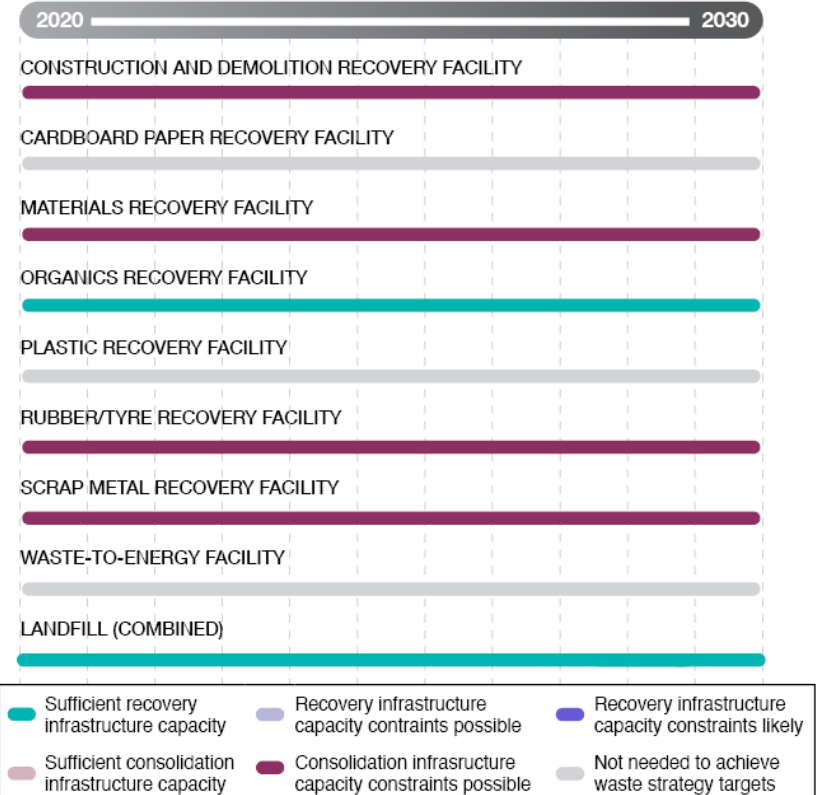 2020 2030
CONSTRUCTION AND DEMOLITION RECOVERY FACILITY
CARDBOARD PAPER RECOVERY FACILITY
MATERIALS RECOVERY FACILITY
ORGANICS RECOVERY FACILITY
PLASTIC RECOVERY FACILITY
RUBBER/TYRE RECOVERY FACILITY
SCRAP METAL RECOVERY FACILITY
WASTE-TO-ENERGY FACILITY
LANDFILL (COMBINED)
Sufficient recovery
infrastructure capacity
Recovery infrastructure
capacity contraints possible
Recovery infrastructure
capacity constraints likely
Sufficient consolidation
infrastructure capacity
Consolidation infrasructure
capacity constraints possible
Not needed to achieve
waste strategy targets